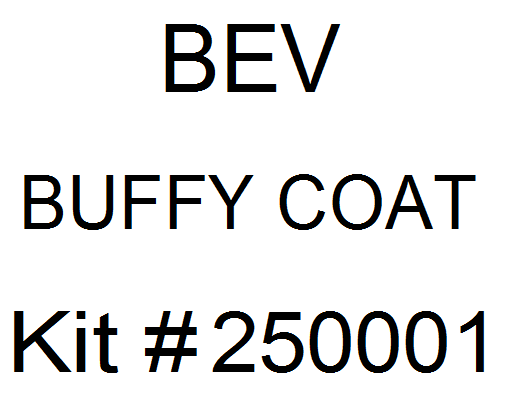 BEV
BUFFY COAT
Kit #250001